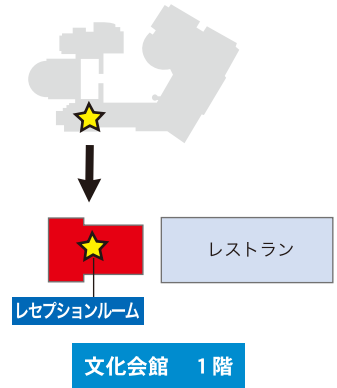 レストラン
レセプションルーム
文化会館　１階